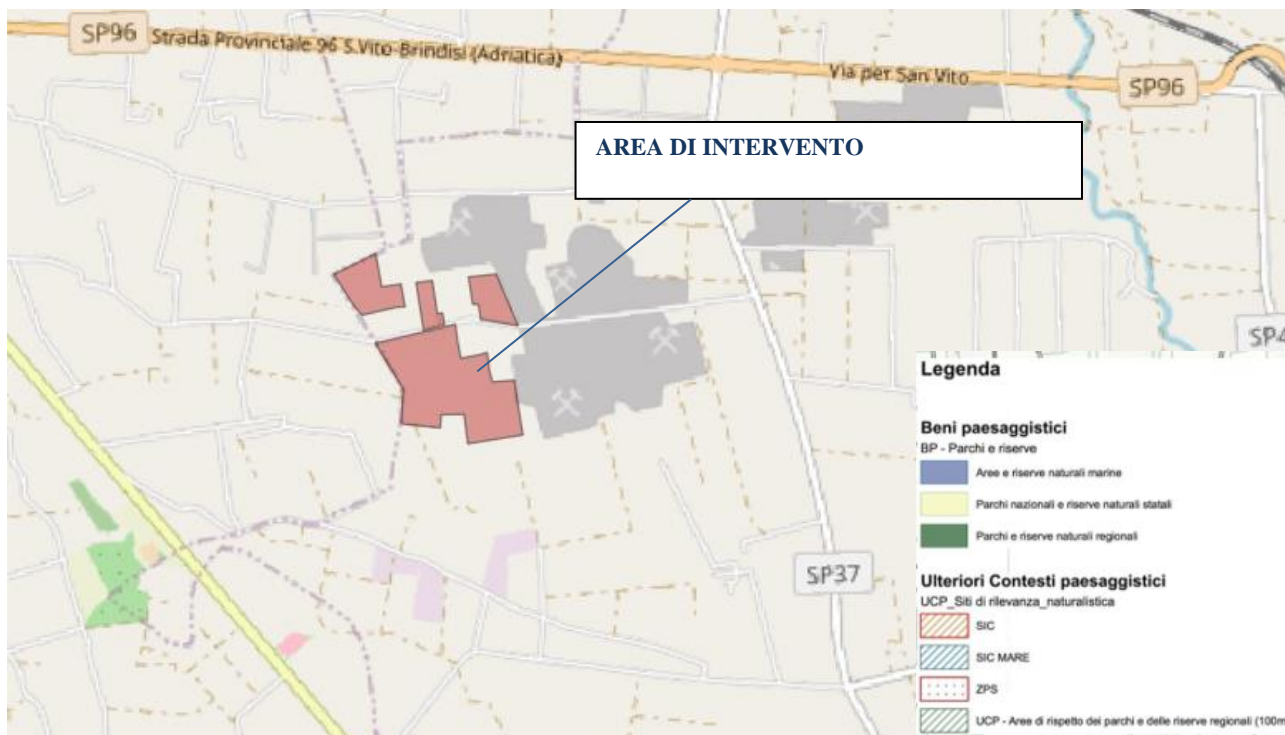 SP96 Strada Provinciale 96 S.Vito-Brindisi (Adriatica)
Via per San Vito
SP96
AREA DI INTERVENTO
SP4
SP37
Legenda
Beni paesaggistici
BP - Parchi e riserve
Aree e riserve naturali marine
Parchi nazionali e riserve naturali statali
Parchi e riserve naturali regionali
Ulteriori Contesti paesaggistici
UCP_Siti di rilevanza_naturalistica
SIC
SIC MARE
ZPS
UCP - Aree di rispetto dei parchi e delle riserve regionali (100m